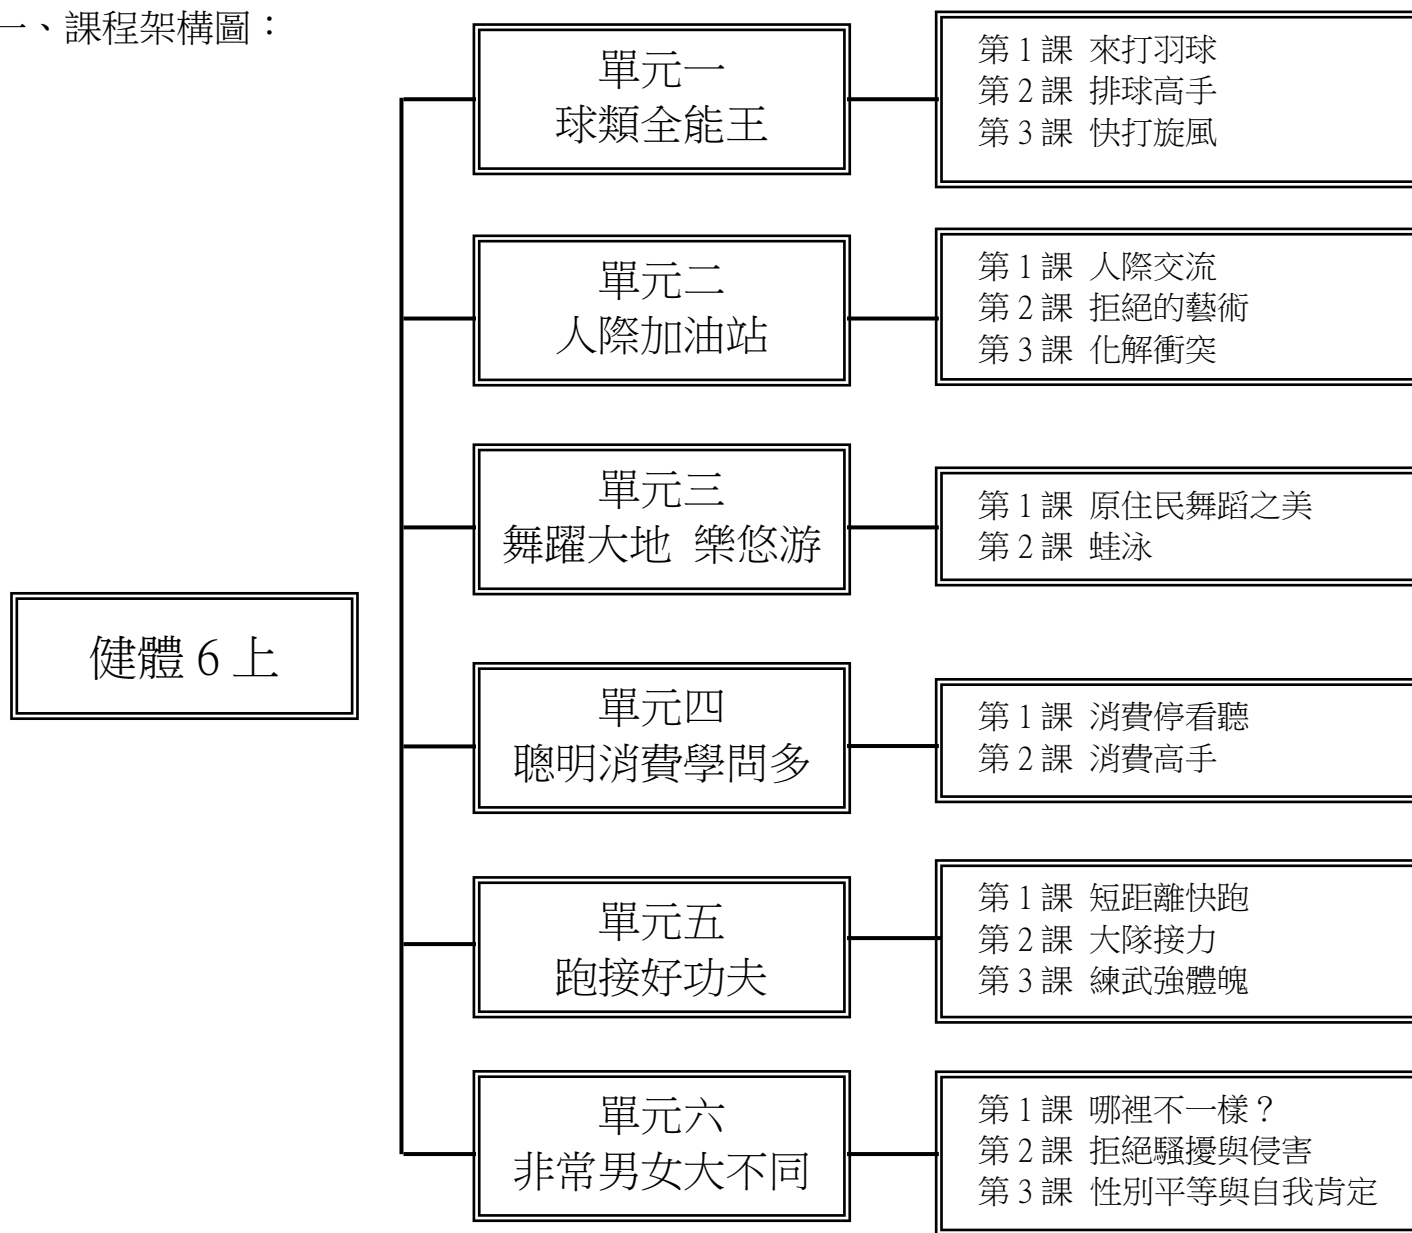 一、課程架構圖：
健體 6 上
單元一
球類全能王
第 1 課 來打羽球
第 2 課 排球高手
第 3 課 快打旋風
單元二
人際加油站
第 1 課 人際交流
第 2 課 拒絕的藝術
第 3 課 化解衝突
單元三
舞躍大地 樂悠游
第 1 課 原住民舞蹈之美
第 2 課 蛙泳
單元四
聰明消費學問多
第 1 課 消費停看聽
第 2 課 消費高手
單元五
跑接好功夫
第 1 課 短距離快跑
第 2 課 大隊接力
第 3 課 練武強體魄
單元六
非常男女大不同
第 1 課 哪裡不一樣？
第 2 課 拒絕騷擾與侵害
第 3 課 性別平等與自我肯定